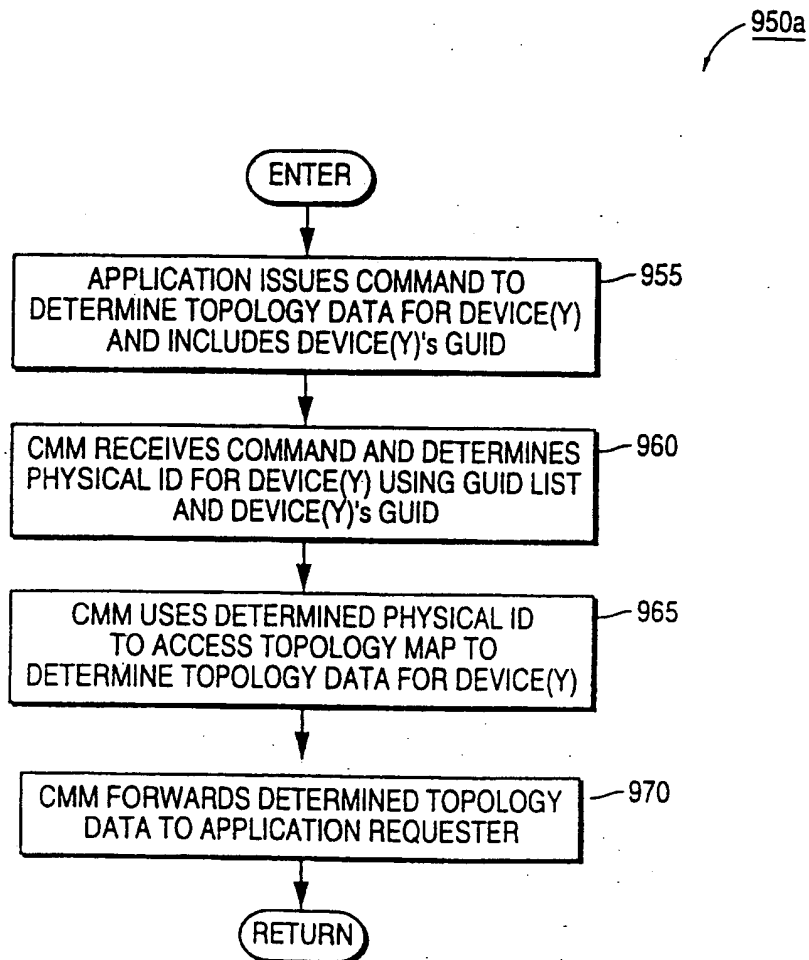 950a
ENTER
APPLICATION ISSUES COMMAND TO
DETERMINE TOPOLOGY DATA FOR DEVICE(Y)
AND INCLUDES DEVICE(Y)'s GUID
955
CMM RECEIVES COMMAND AND DETERMINES
PHYSICAL ID FOR DEVICE(Y) USING GUID LIST
AND DEVICE(Y)'s GUID
960
CMM USES DETERMINED PHYSICAL ID
TO ACCESS TOPOLOGY MAP TO
DETERMINE TOPOLOGY DATA FOR DEVICE(Y)
965
CMM FORWARDS DETERMINED TOPOLOGY
DATA TO APPLICATION REQUESTER
970
RETURN